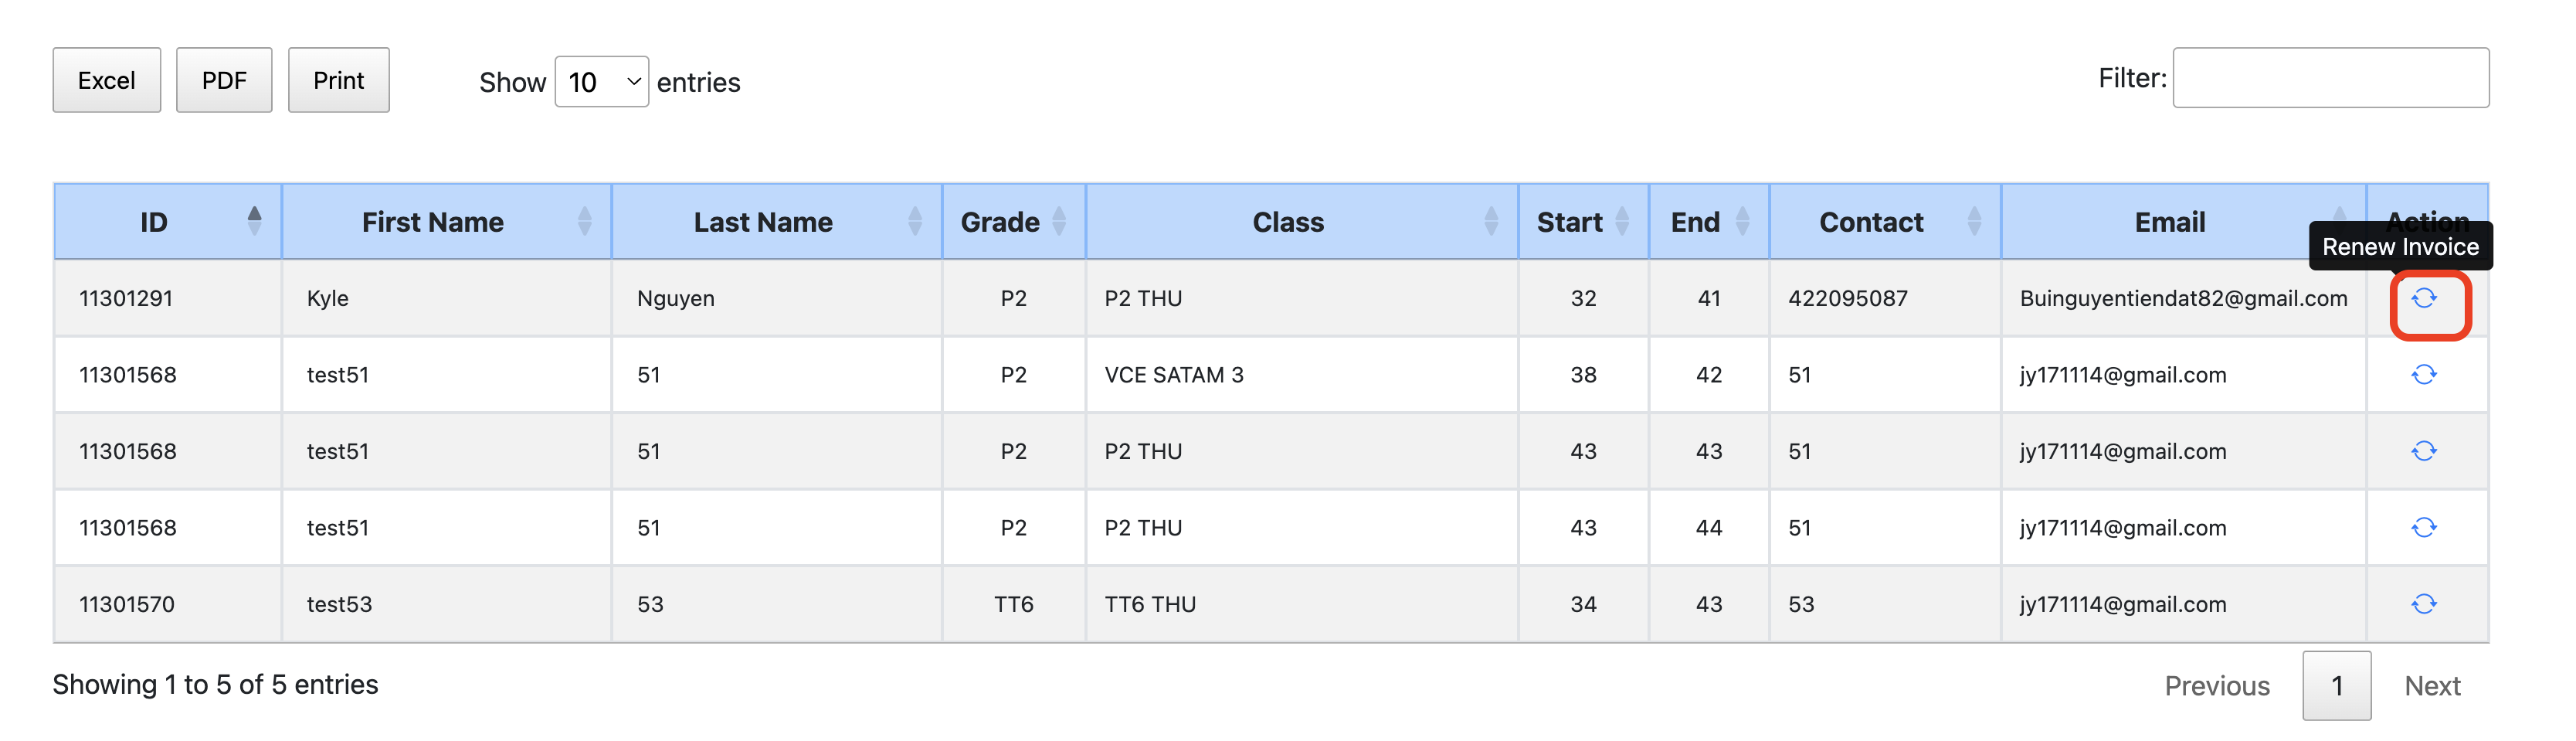 Excel PDF Print Show 10 entries Filter:
ID First Name Last Name Grade Class Start End Contact Email Action
Renew Invoice
11301291 Kyle Nguyen P2 P2 THU 32 41 422095087 Buinguyentiendat82@gmail.com
11301568 test51 51 P2 VCE SATAM 3 38 42 51 jy171114@gmail.com
11301568 test51 51 P2 P2 THU 43 43 51 jy171114@gmail.com
11301568 test51 51 P2 P2 THU 43 44 51 jy171114@gmail.com
11301570 test53 53 TT6 TT6 THU 34 43 53 jy171114@gmail.com
Showing 1 to 5 of 5 entries Previous 1 Next